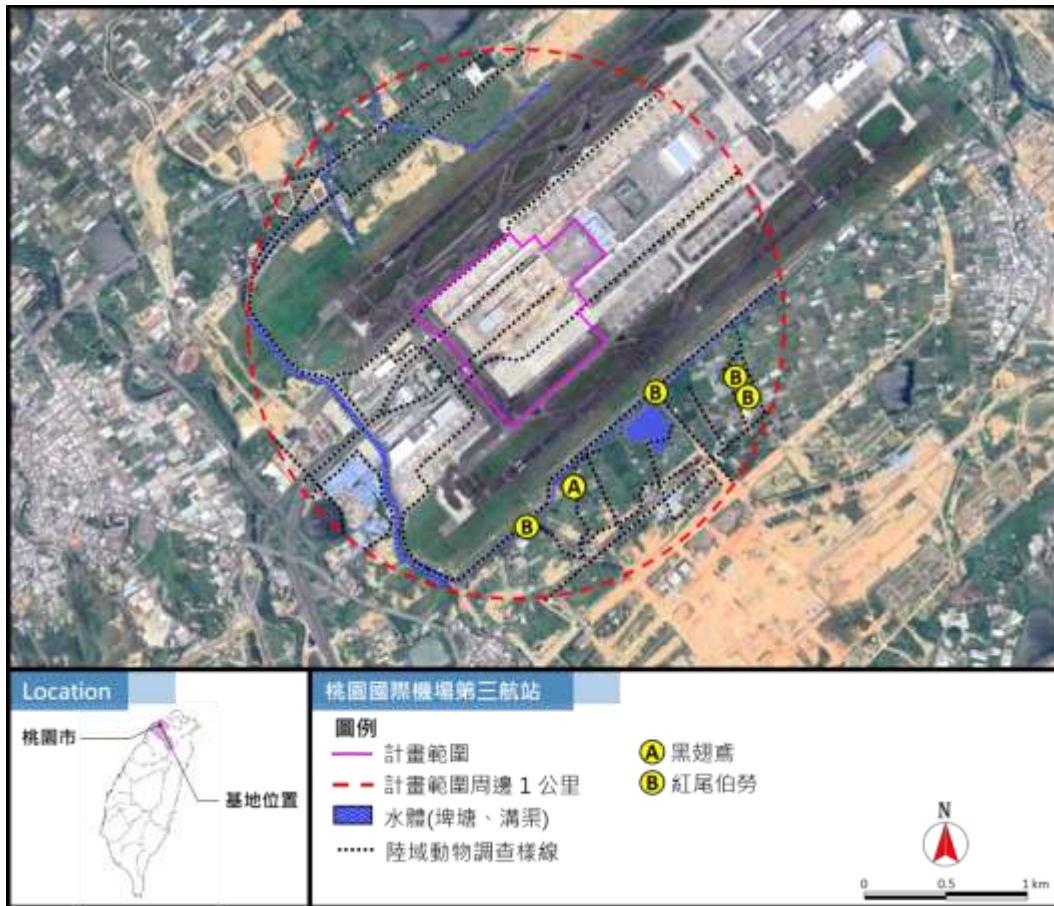 B
B
B
A
B
Location
桃園市
基地位置
桃園國際機場第三航站
圖例
計畫範圍
計畫範圍周邊 1 公里
水體(埤塘、溝渠)
陸域動物調查樣線
A 黑翅鳶
B 紅尾伯勞
N
0 0.5 1 km